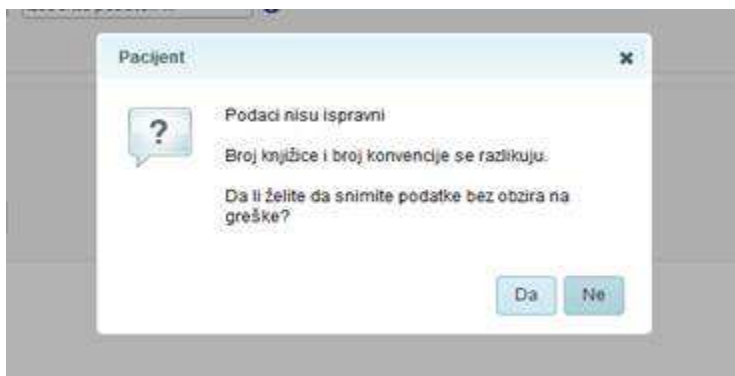 Pacijent
?
Podaci nisu ispravni
Broj knjižice i broj konvencije se razlikuju.
Da li želite da snimite podatke bez obzira na
greške?
Da Ne